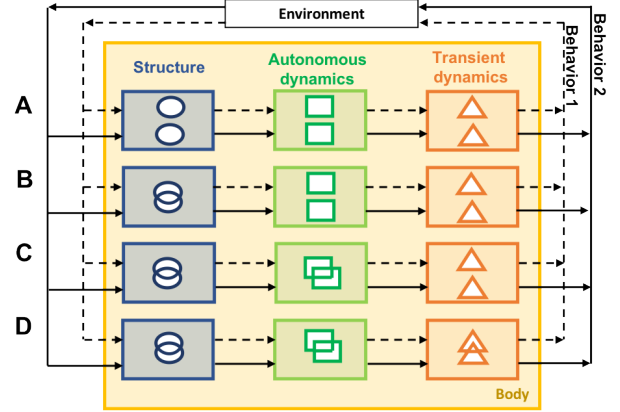 Environment
Structure
Autonomous
dynamics
Transient
dynamics
Behavior 1
Behavior 2
A
B
C
D
Body